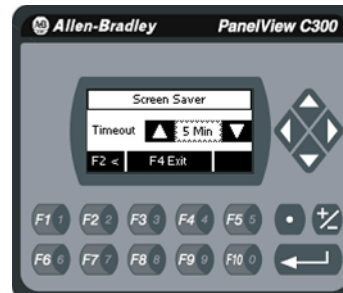 AB Allen-Bradley PanelView C300
Screen Saver
Timeout 5 Min
F2 < F4 Exit
F1 1 F2 2 F3 3 F4 4 F5 5 . +/-
F6 6 F7 7 F8 8 F9 9 F10 0